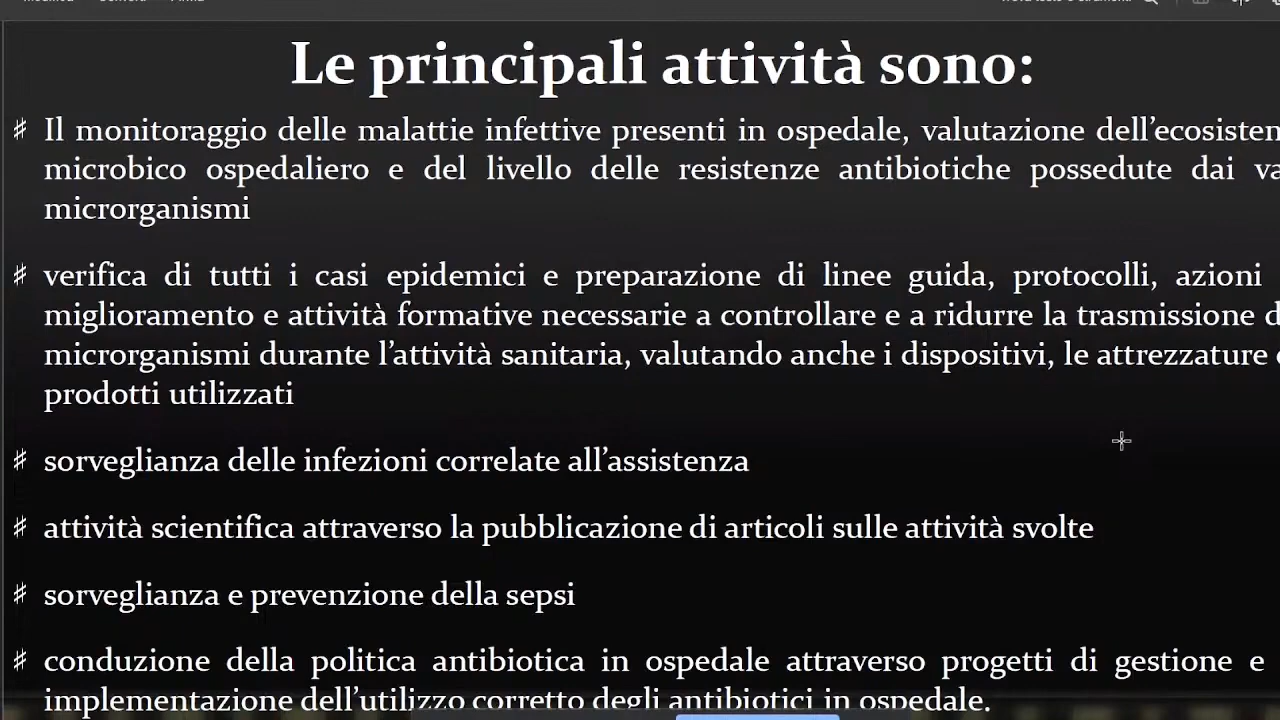 Le principali attività sono:
♯ Il monitoraggio delle malattie infettive presenti in ospedale, valutazione
microbico ospedaliero e del livello delle resistenze antibiotiche possedute dai
microrganismi
♯ verifica di tutti i casi epidemici e preparazione di linee guida, protocolli, azioni
miglioramento e attività formative necessarie a controllare e a ridurre la trasmissione
microrganismi durante l’attività sanitaria, valutando anche i dispositivi, le attrezzature
prodotti utilizzati
♯ sorveglianza delle infezioni correlate all’assistenza
♯ attività scientifica attraverso la pubblicazione di articoli sulle attività svolte
♯ sorveglianza e prevenzione della sepsi
♯ conduzione della politica antibiotica in ospedale attraverso progetti di gestione e
implementazione dell’utilizzo corretto degli antibiotici in ospedale.